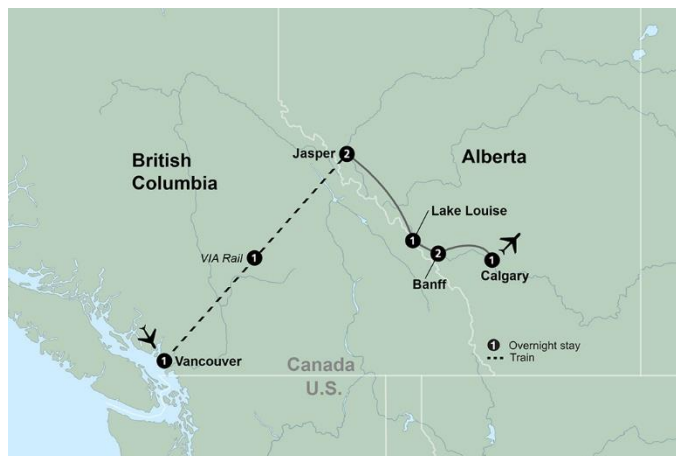 British
Columbia
Jasper 2
Alberta
Lake Louise
1
2
Banff
1
Calgary
VIA Rail 1
1 Vancouver
Canada
U.S.
1 Overnight stay
Train